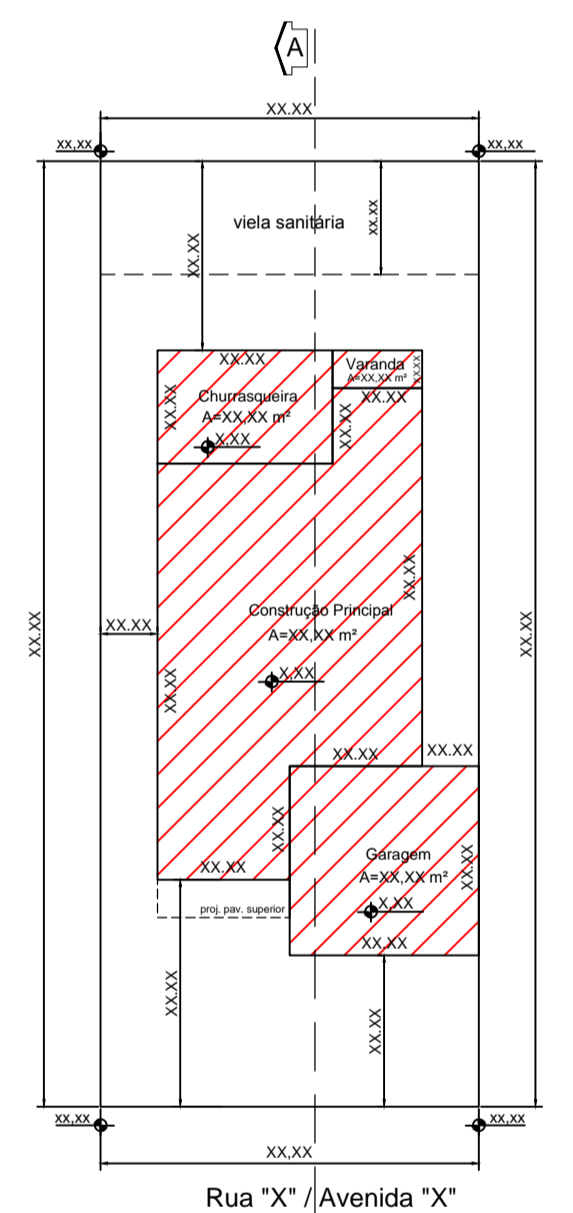 A
XX.XX
xx,xx
xx,xx
viela sanitária
xx.xx
XX.XX
XX.XX
Varanda
A=XX,XX m²
XX.XX
XX.XX
Churrasqueira
A=XX,XX m²
XX.XX
XX.XX
X,XX
XX.XX
Construção Principal
A=XX,XX m²
XX.XX
XX.XX
XX.XX
X,XX
XX.XX
XX.XX
XX.XX
XX.XX
Garagem
A=XX,XX m²
XX.XX
XX.XX
X,XX
proj. pav. superior
XX.XX
XX.XX
XX.XX
xx,xx
xx,xx
XX,XX
Rua "X" / Avenida "X"